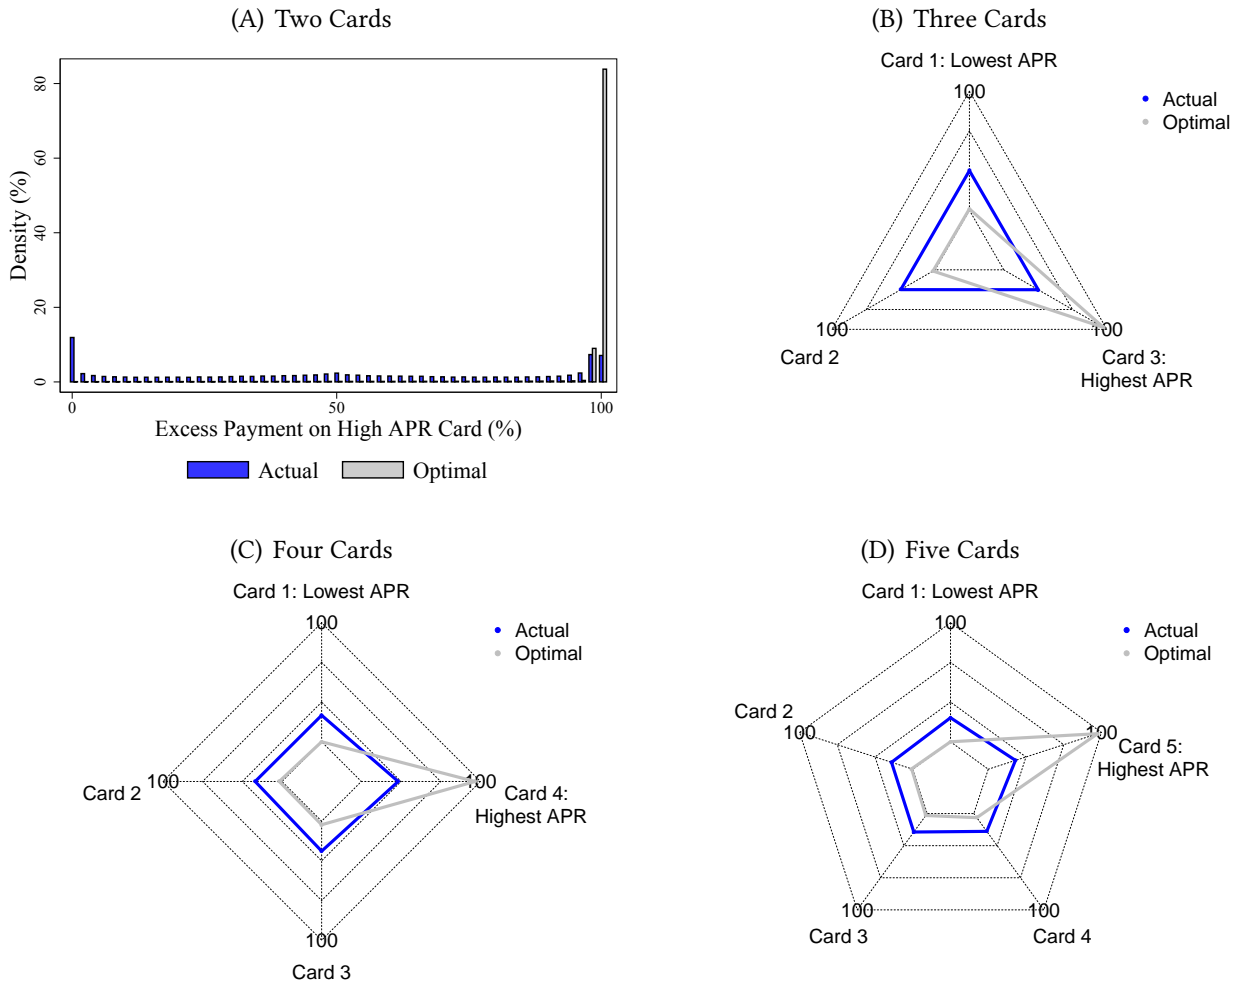 (A) Two Cards
Density (%)
80
60
40
20
0
0
50
100
Excess Payment on High APR Card (%)
Actual
Optimal
(B) Three Cards
Card 1: Lowest APR
100
Actual
Optimal
100
100
Card 2
Card 3:
Highest APR
(C) Four Cards
Card 1: Lowest APR
100
Actual
Optimal
Card 2
100
100
Card 4:
Highest APR
100
Card 3
(D) Five Cards
Card 1: Lowest APR
100
Actual
Optimal
Card 2
100
100
Card 5:
Highest APR
100
100
Card 3
Card 4